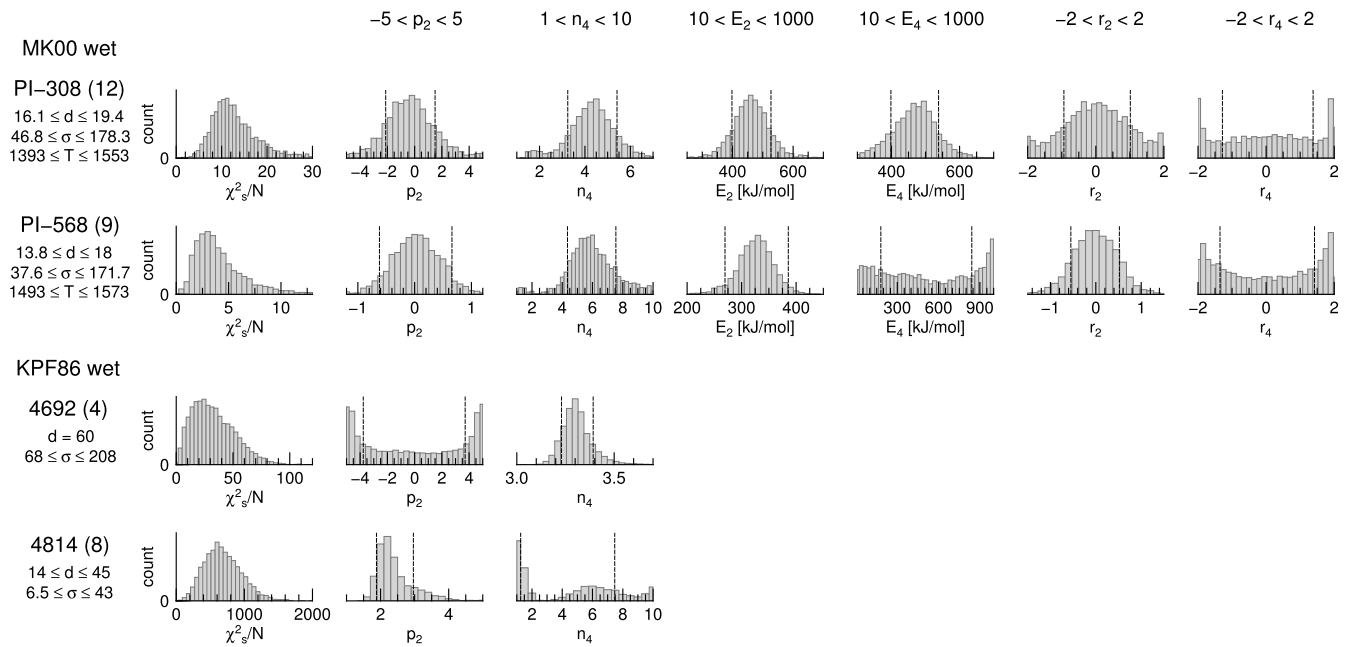 −5 < p2 < 5 1 < n4 < 10 10 < E2 < 1000 10 < E4 < 1000 −2 < r2 < 2 −2 < r4 < 2
MK00 wet
PI−308 (12)
16.1 ≤ d ≤ 19.4
46.8 ≤ σ ≤ 178.3
1393 ≤ T ≤ 1553
count
0
0 10 20 30 −4 −2 0 2 4 2 4 6 400 600 400 600 −2 0 2 −2 0 2
χ²s/N p2 n4 E2 [kJ/mol] E4 [kJ/mol] r2 r4
PI−568 (9)
13.8 ≤ d ≤ 18
37.6 ≤ σ ≤ 171.7
1493 ≤ T ≤ 1573
count
0
0 5 10 −1 0 1 2 4 6 8 10 200 300 400 300 600 900 −1 0 1 −2 0 2
χ²s/N p2 n4 E2 [kJ/mol] E4 [kJ/mol] r2 r4
KPF86 wet
4692 (4)
d = 60
68 ≤ σ ≤ 208
count
0
0 50 100 −4 −2 0 2 4 3.0 3.5
χ²s/N p2 n4
4814 (8)
14 ≤ d ≤ 45
6.5 ≤ σ ≤ 43
count
0
0 1000 2000 2 4 2 4 6 8 10
χ²s/N p2 n4